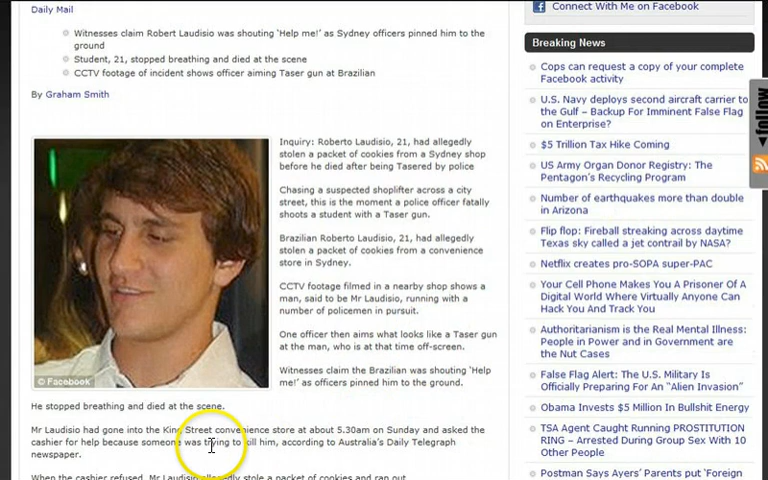 Daily Mail
Witnesses claim Robert Laudisio was shouting 'Help me!' as Sydney officers pinned him to the
ground
Student, 21, stopped breathing and died at the scene
CCTV footage of incident shows officer aiming Taser gun at Brazilian
By Graham Smith
© Facebook
Inquiry: Roberto Laudisio, 21, had allegedly
stolen a packet of cookies from a Sydney shop
before he died after being Tasered by police
Chasing a suspected shoplifter across a city
street, this is the moment a police officer fatally
shoots a student with a Taser gun.
Brazilian Roberto Laudisio, 21, had allegedly
stolen a packet of cookies from a convenience
store in Sydney.
CCTV footage filmed in a nearby shop shows a
man, said to be Mr Laudisio, running with a
number of policemen in pursuit.
One officer then aims what looks like a Taser gun
at the man, who is at that time off-screen.
Witnesses claim the Brazilian was shouting 'Help
me!' as officers pinned him to the ground.
He stopped breathing and died at the scene.
Mr Laudisio had gone into the King Street convenience store at about 5.30am on Sunday and asked the
cashier for help because someone was trying to kill him, according to Australia's Daily Telegraph
newspaper.
When the cashier refused, Mr Laudisio allegedly stole a packet of cookies and ran out.
Connect With Me on Facebook
Breaking News
Cops can request a copy of your complete
Facebook activity
U.S. Navy deploys second aircraft carrier to
the Gulf – Backup For Imminent False Flag
on Enterprise?
$5 Trillion Tax Hike Coming
US Army Organ Donor Registry: The
Pentagon's Recycling Program
Number of earthquakes more than double
in Arizona
Flip flop: Fireball streaking across daytime
Texas sky called a jet contrail by NASA?
Netflix creates pro-SOPA super-PAC
Your Cell Phone Makes You A Prisoner Of A
Digital World Where Virtually Anyone Can
Hack You And Track You
Authoritarianism is the Real Mental Illness:
People in Power and in Government are
the Nut Cases
False Flag Alert: The U.S. Military Is
Officially Preparing For An "Alien Invasion"
Obama Invests $5 Million In Bullshit Energy
TSA Agent Caught Running PROSTITUTION
RING – Arrested During Group Sex With 10
Other People
Postman Says Ayers' Parents put 'Foreign
follow